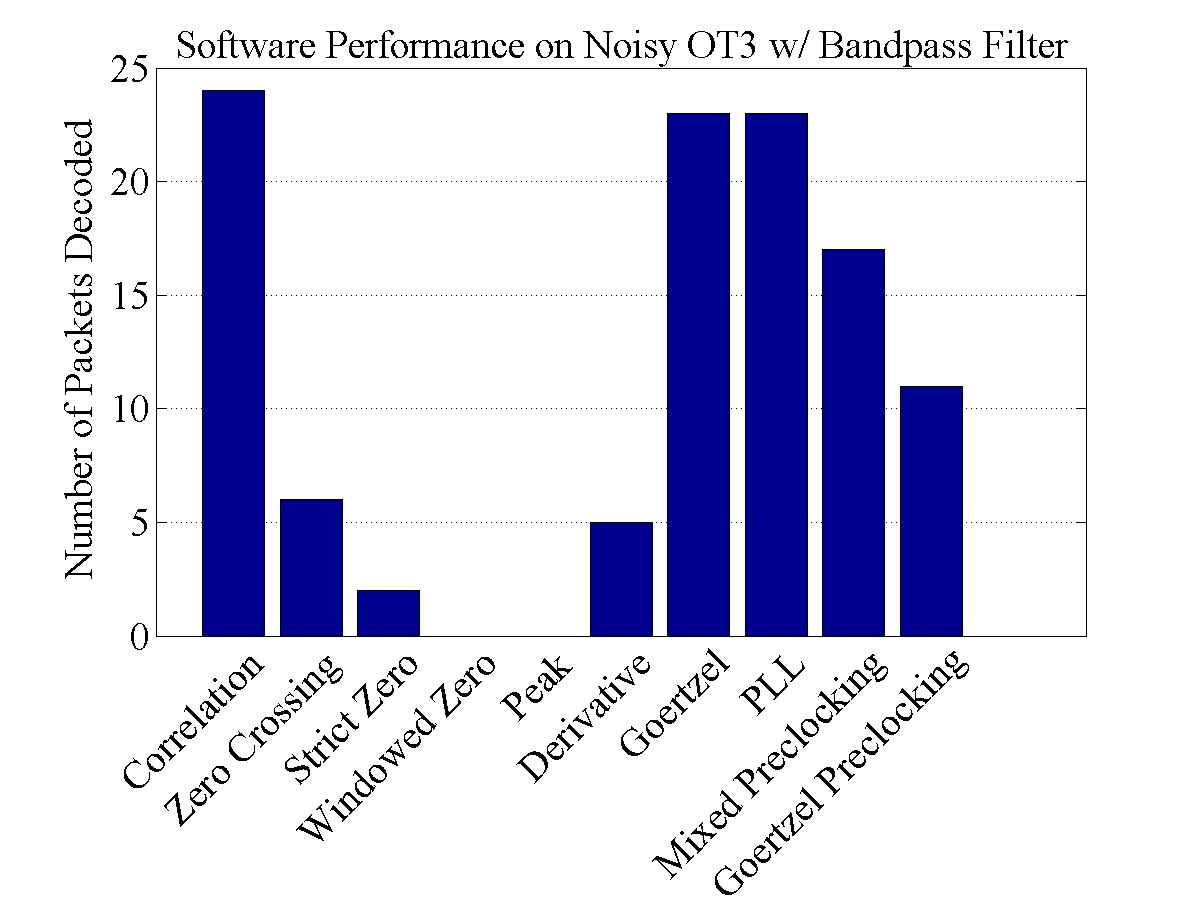 Software Performance on Noisy OT3 w/ Bandpass Filter
Number of Packets Decoded
25
20
15
10
5
0
Correlation
Zero Crossing
Strict Zero
Windowed Zero
Peak
Derivative
Goertzel
PLL
Mixed Preclocking
Goertzel Preclocking